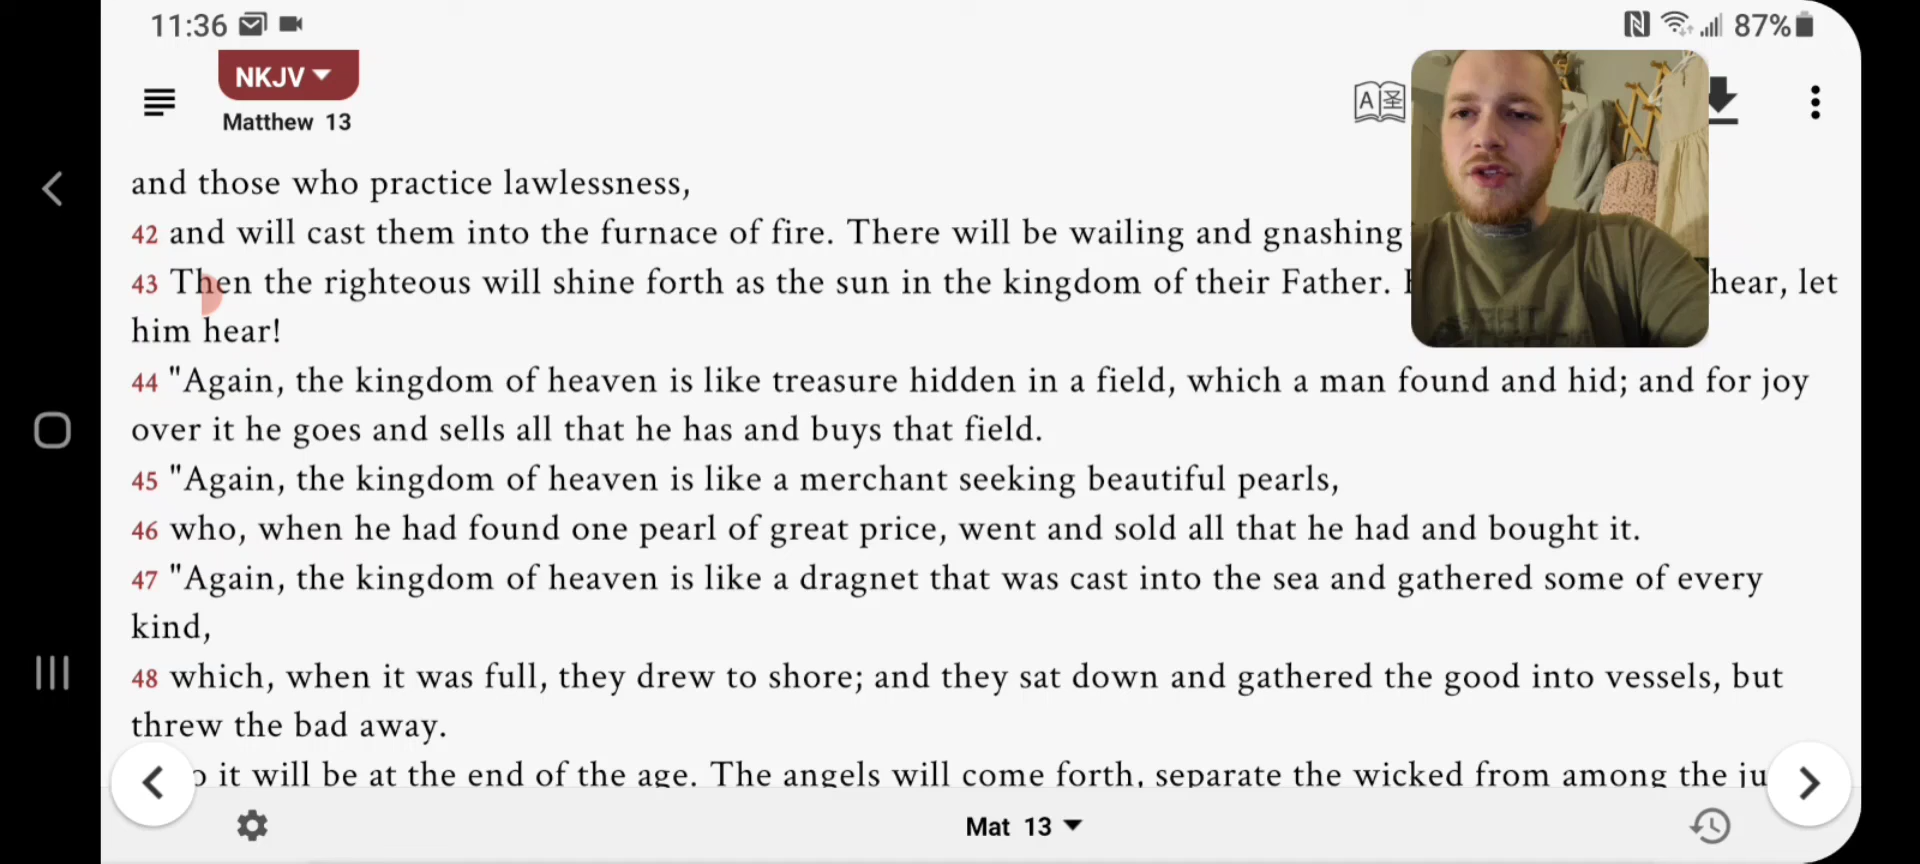 11:36
87%
NKJV
Matthew 13
A 圣
and those who practice lawlessness,
42 and will cast them into the furnace of fire. There will be wailing and gnashing
43 Then the righteous will shine forth as the sun in the kingdom of their Father. hear, let
him hear!
44 "Again, the kingdom of heaven is like treasure hidden in a field, which a man found and hid; and for joy
over it he goes and sells all that he has and buys that field.
45 "Again, the kingdom of heaven is like a merchant seeking beautiful pearls,
46 who, when he had found one pearl of great price, went and sold all that he had and bought it.
47 "Again, the kingdom of heaven is like a dragnet that was cast into the sea and gathered some of every
kind,
48 which, when it was full, they drew to shore; and they sat down and gathered the good into vessels, but
threw the bad away.
it will be at the end of the age. The angels will come forth, separate the wicked from among the
Mat 13